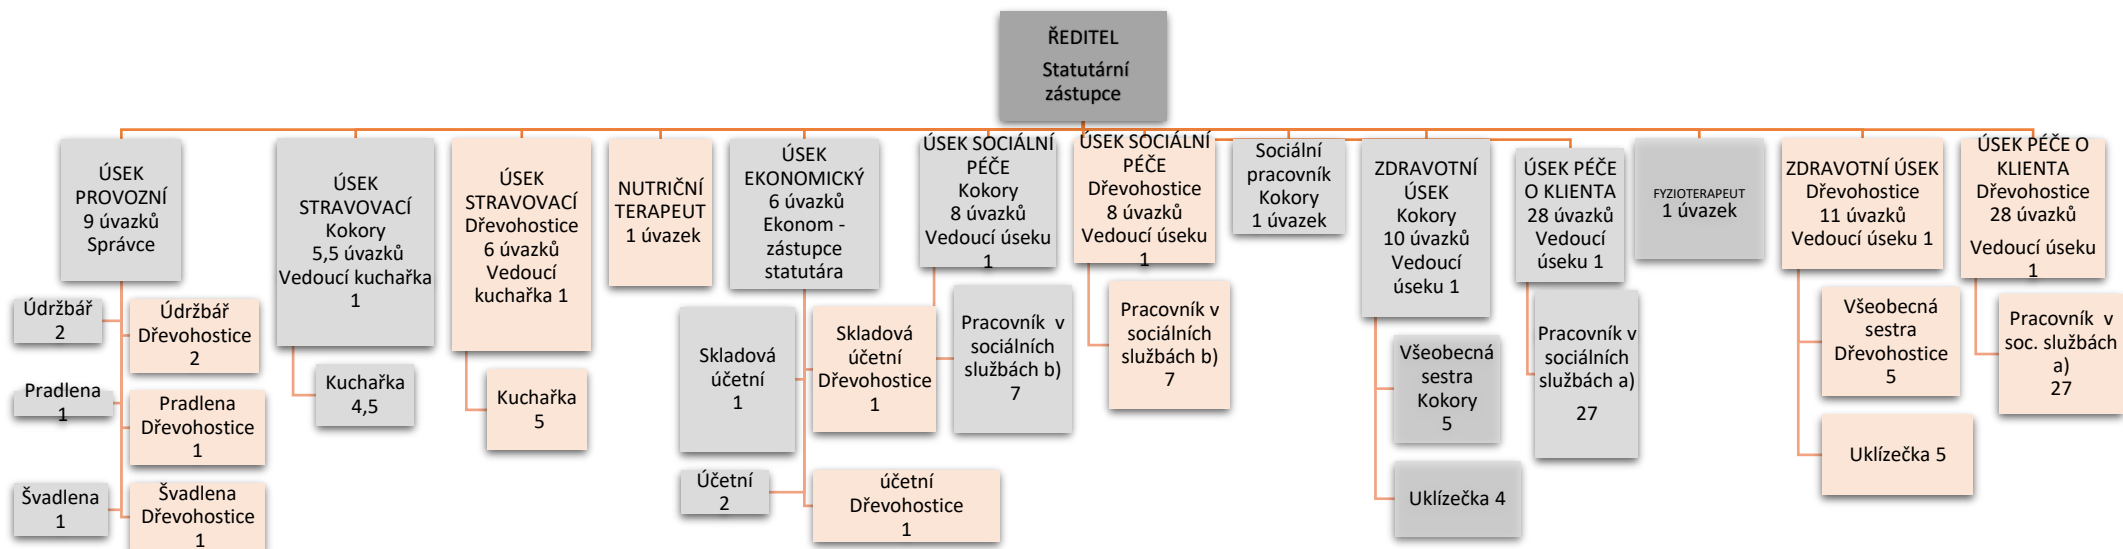 ŘEDITEL
Statutární
zástupce
ÚSEK
PROVOZNÍ
9 úvazků
Správce
Údržbář
2
Údržbář
Dřevohostice
2
Pradlena
1
Pradlena
Dřevohostice
1
Švadlena
1
Švadlena
Dřevohostice
1
ÚSEK
STRAVOVACÍ
Kokory
5,5 úvazků
Vedoucí kuchařka
1
Kuchařka
4,5
ÚSEK
STRAVOVACÍ
Dřevohostice
6 úvazků
Vedoucí
kuchařka 1
Kuchařka
5
NUTRIČNÍ
TERAPEUT
1 úvazek
ÚSEK
EKONOMICKÝ
6 úvazků
Ekonom -
zástupce
statutára
Skladová
účetní
1
Skladová
účetní
Dřevohostice
1
Účetní
2
účetní
Dřevohostice
1
ÚSEK SOCIÁLNÍ
PÉČE
Kokory
8 úvazků
Vedoucí úseku
1
Pracovník v
sociálních
službách b)
7
ÚSEK SOCIÁLNÍ
PÉČE
Dřevohostice
8 úvazků
Vedoucí úseku
1
Pracovník v
sociálních
službách b)
7
Sociální
pracovník
Kokory
1 úvazek
ZDRAVOTNÍ
ÚSEK
Kokory
10 úvazků
Vedoucí
úseku 1
Všeobecná
sestra
Kokory
5
Uklízečka 4
ÚSEK PÉČE
O KLIENTA
28 úvazků
Vedoucí
úseku 1
Pracovník v
sociálních
službách a)
27
FYZIOTERAPEUT
1 úvazek
ZDRAVOTNÍ ÚSEK
Dřevohostice
11 úvazků
Vedoucí úseku 1
Všeobecná
sestra
Dřevohostice
5
Uklízečka 5
ÚSEK PÉČE O
KLIENTA
Dřevohostice
28 úvazků
Vedoucí úseku
1
Pracovník v
soc. službách
a)
27